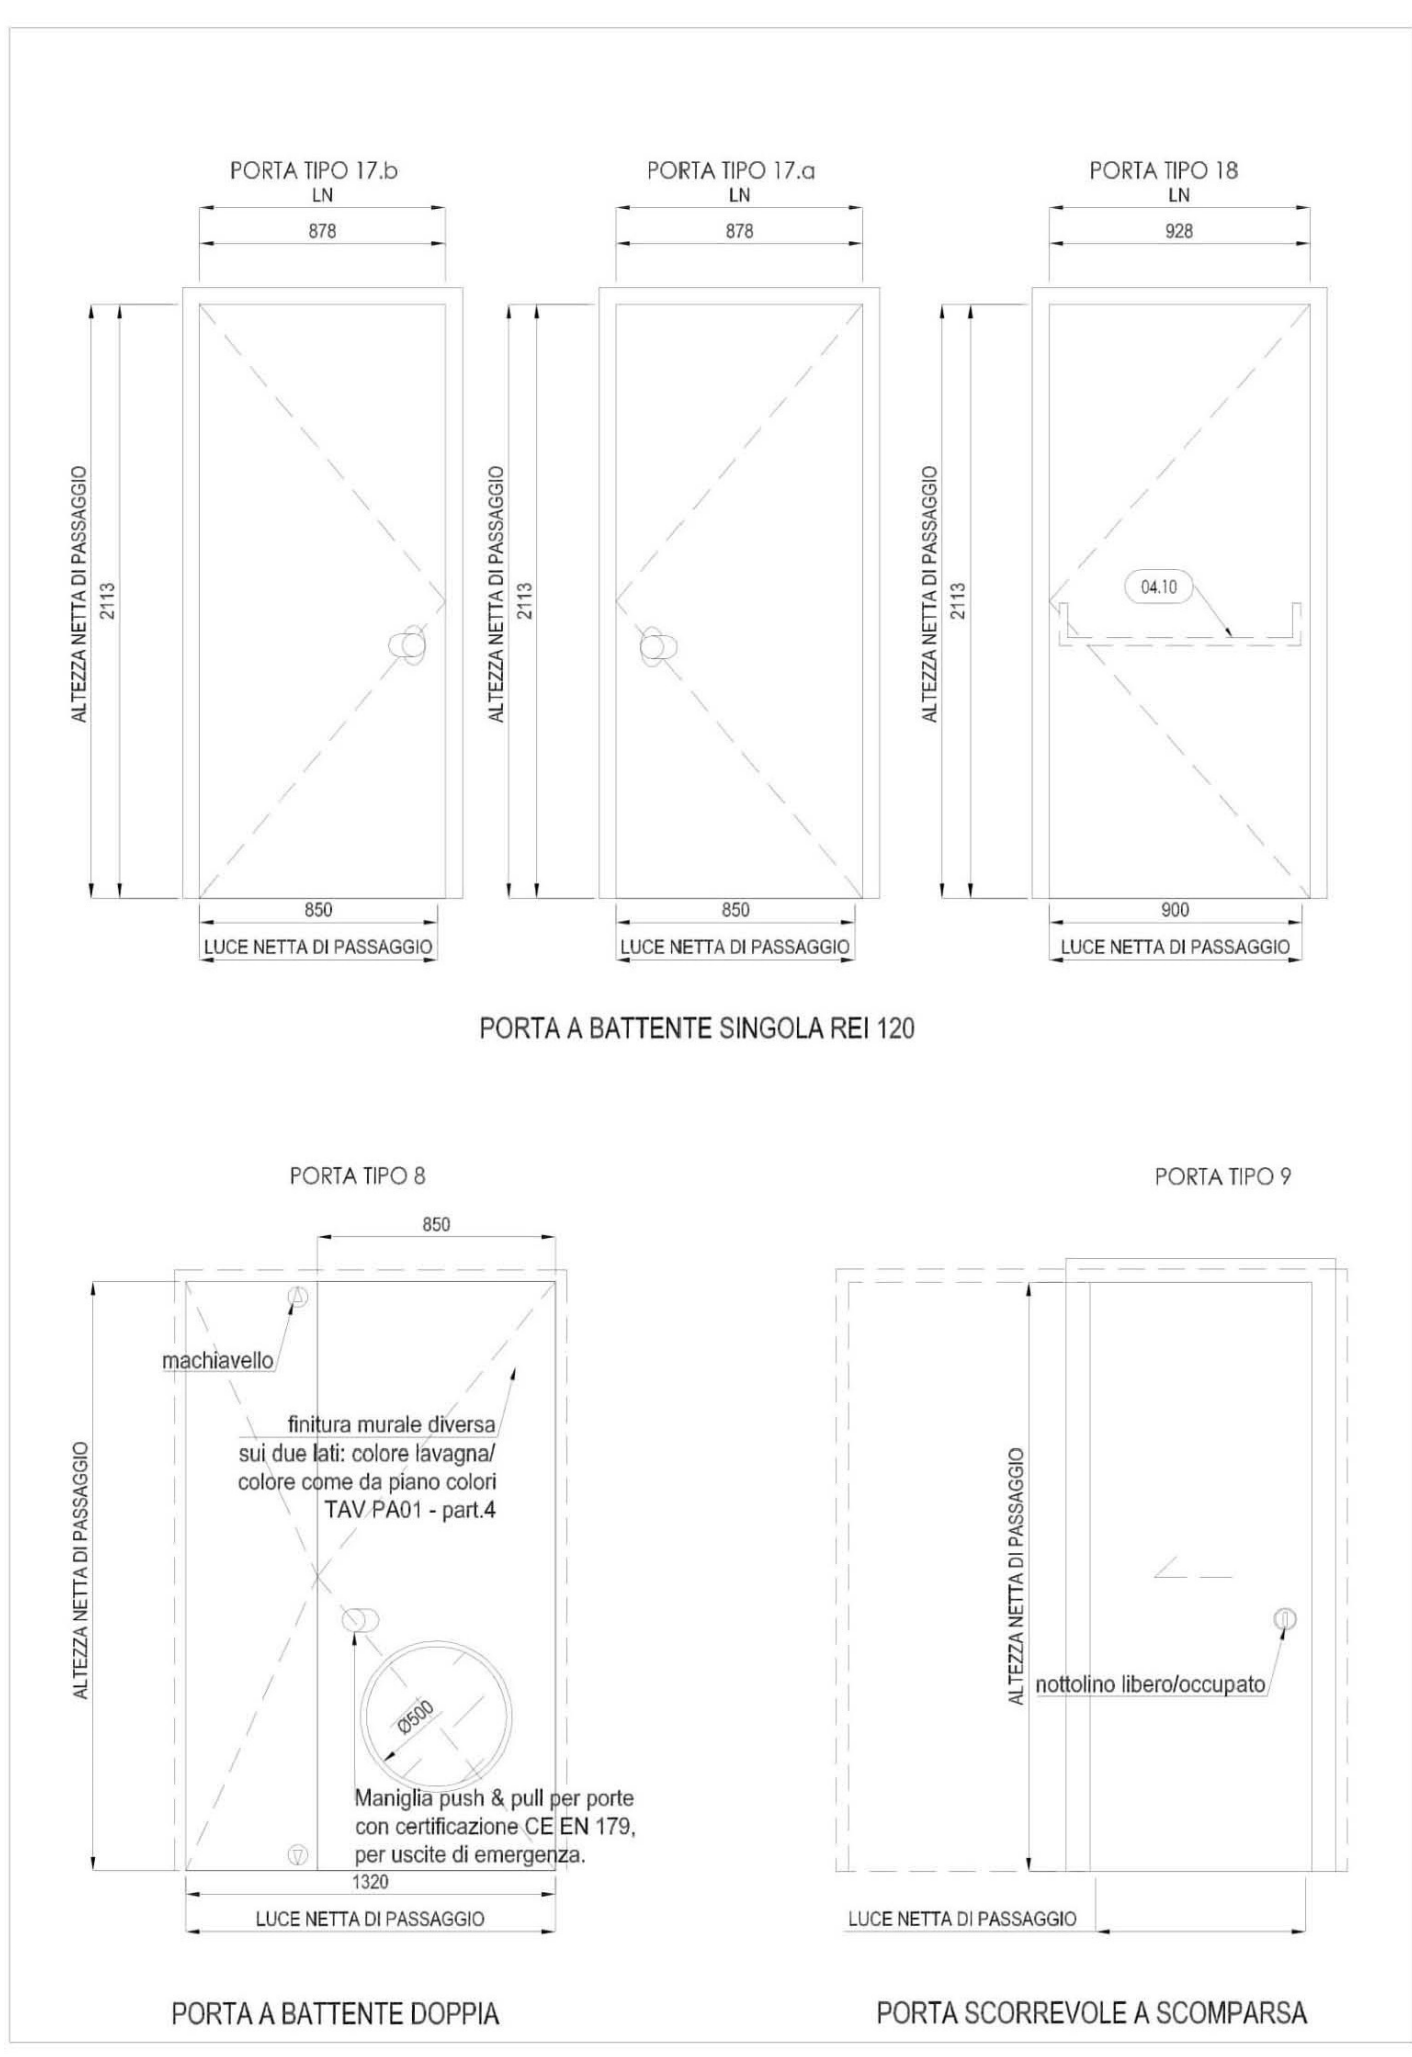 PORTA TIPO 17.b
LN
878
ALTEZZA NETTA DI PASSAGGIO
2113
850
LUCE NETTA DI PASSAGGIO
PORTA TIPO 17.a
LN
878
ALTEZZA NETTA DI PASSAGGIO
2113
850
LUCE NETTA DI PASSAGGIO
PORTA TIPO 18
LN
928
ALTEZZA NETTA DI PASSAGGIO
2113
04.10
900
LUCE NETTA DI PASSAGGIO
PORTA A BATTENTE SINGOLA REI 120
PORTA TIPO 8
850
machiavello
finitura murale diversa
sui due lati: colore lavagna/
colore come da piano colori
TAV PA01 - part.4
ALTEZZA NETTA DI PASSAGGIO
Ø500
Maniglia push & pull per porte
con certificazione CE EN 179,
per uscite di emergenza.
1320
LUCE NETTA DI PASSAGGIO
PORTA A BATTENTE DOPPIA
PORTA TIPO 9
ALTEZZA NETTA DI PASSAGGIO
nottolino libero/occupato
LUCE NETTA DI PASSAGGIO
PORTA SCORREVOLE A SCOMPARSA